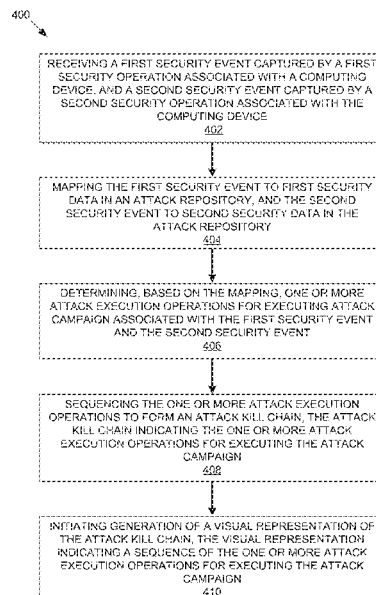 400
RECEIVING A FIRST SECURITY EVENT CAPTURED BY A FIRST
SECURITY OPERATION ASSOCIATED WITH A COMPUTING
DEVICE, AND A SECOND SECURITY EVENT CAPTURED BY A
SECOND SECURITY OPERATION ASSOCIATED WITH THE
COMPUTING DEVICE
402
MAPPING THE FIRST SECURITY EVENT TO FIRST SECURITY
DATA IN AN ATTACK REPOSITORY, AND THE SECOND
SECURITY EVENT TO SECOND SECURITY DATA IN THE
ATTACK REPOSITORY
404
DETERMINING, BASED ON THE MAPPING, ONE OR MORE
ATTACK EXECUTION OPERATIONS FOR EXECUTING ATTACK
CAMPAIGN ASSOCIATED WITH THE FIRST SECURITY EVENT
AND THE SECOND SECURITY EVENT
406
SEQUENCING THE ONE OR MORE ATTACK EXECUTION
OPERATIONS TO FORM AN ATTACK KILL CHAIN, THE ATTACK
KILL CHAIN INDICATING THE ONE OR MORE ATTACK
EXECUTION OPERATIONS FOR EXECUTING THE ATTACK
CAMPAIGN
408
INITIATING GENERATION OF A VISUAL REPRESENTATION OF
THE ATTACK KILL CHAIN, THE VISUAL REPRESENTATION
INDICATING A SEQUENCE OF THE ONE OR MORE ATTACK
EXECUTION OPERATIONS FOR EXECUTING THE ATTACK
CAMPAIGN
410